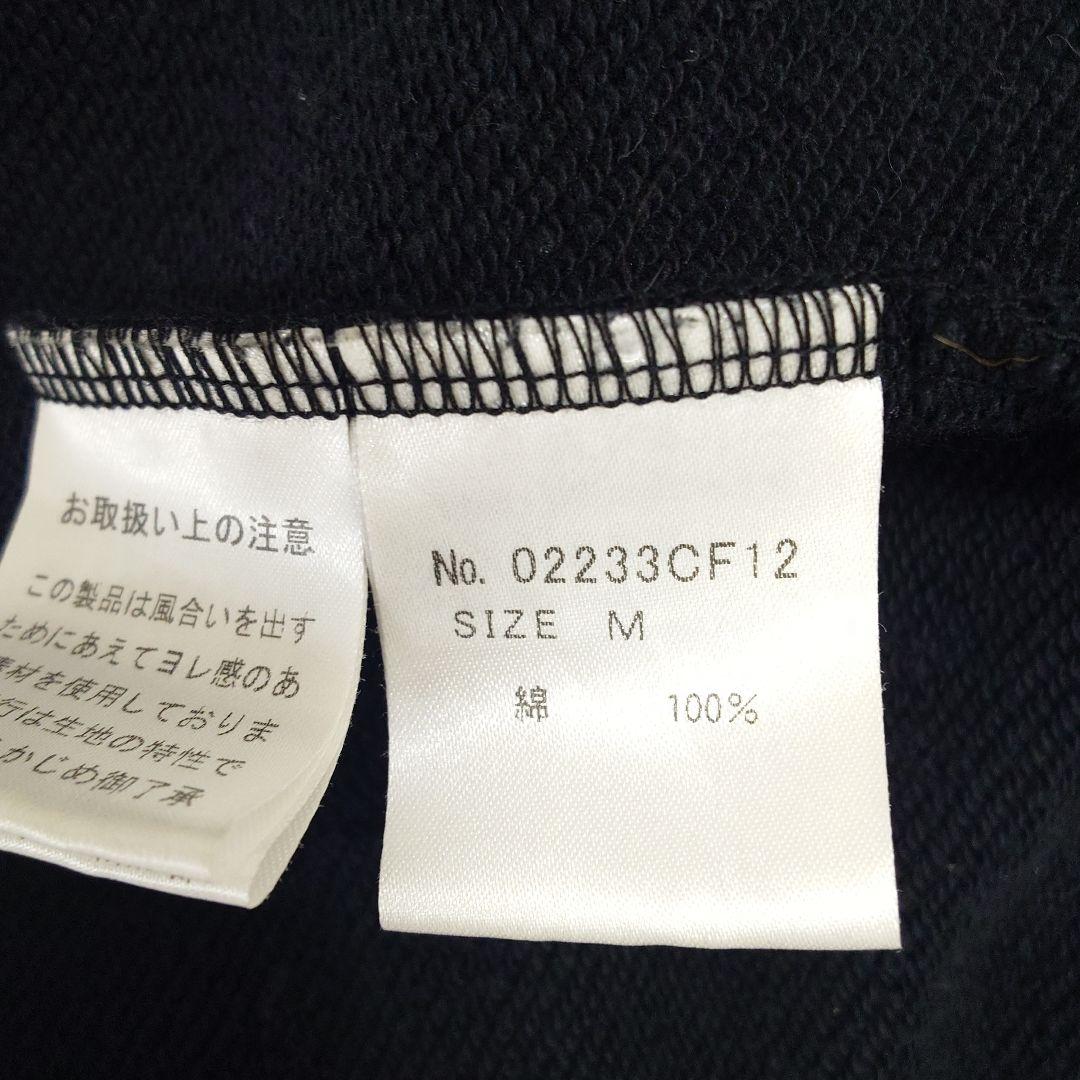 お取扱い上の注意
この製品は風合いを出す
ためにあえてヨレ感のあ
素材を使用しておりま
行は生地の特性で
かじめ御了承
No. 02233CF12
SIZE M
綿 100%